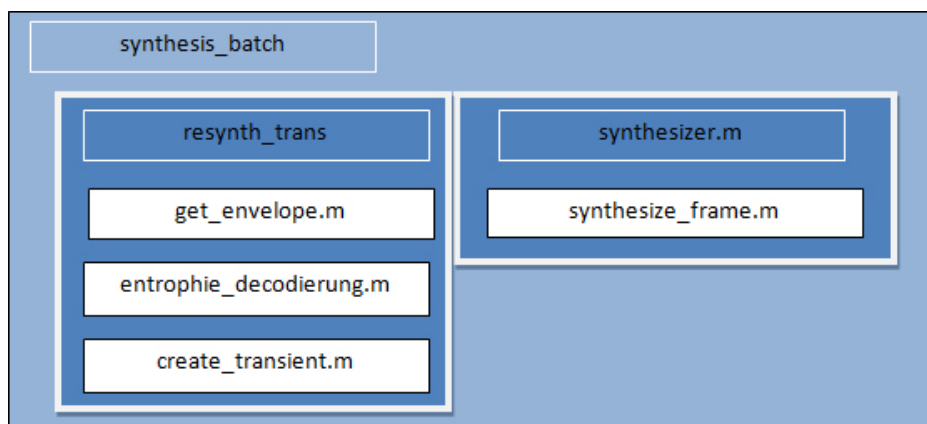 synthesis_batch
resynth_trans
get_envelope.m
entrophie_decodierung.m
create_transient.m
synthesizer.m
synthesize_frame.m